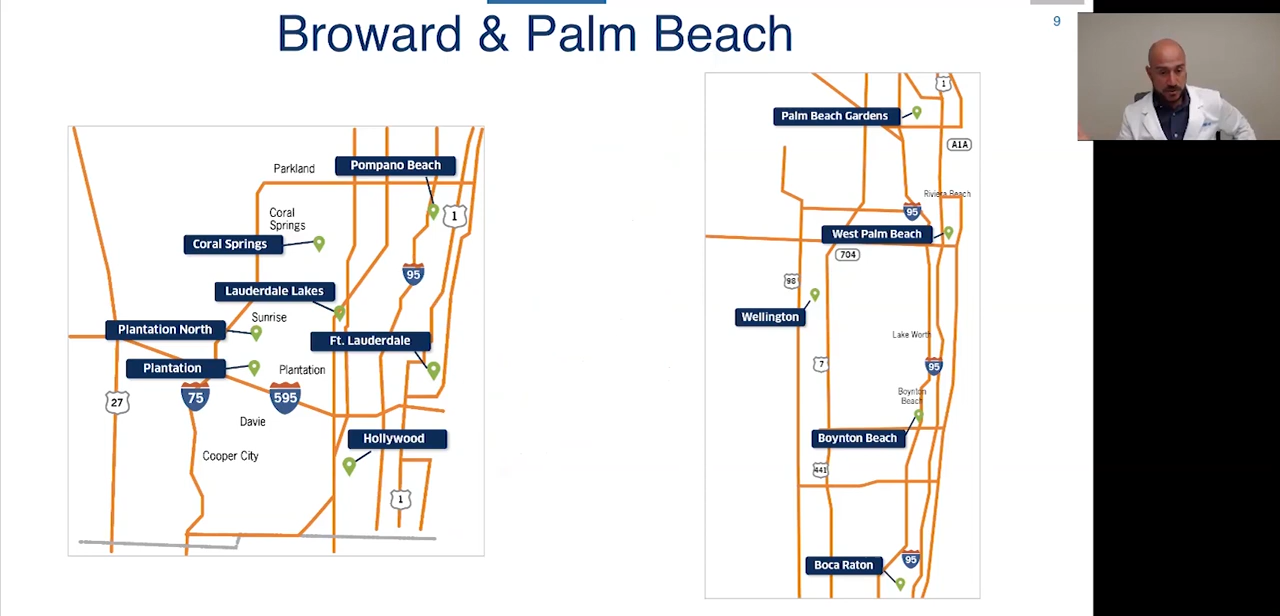 Broward & Palm Beach
9
Parkland
Pompano Beach
1
Coral
Springs
Coral Springs
95
Lauderdale Lakes
Sunrise
Plantation North
Ft. Lauderdale
Plantation
Plantation
75
595
27
Davie
Hollywood
Cooper City
1
1
Palm Beach Gardens
A1A
Riviera Beach
95
West Palm Beach
704
98
Wellington
Lake Worth
7
95
Boynton
Beach
Boynton Beach
441
95
Boca Raton